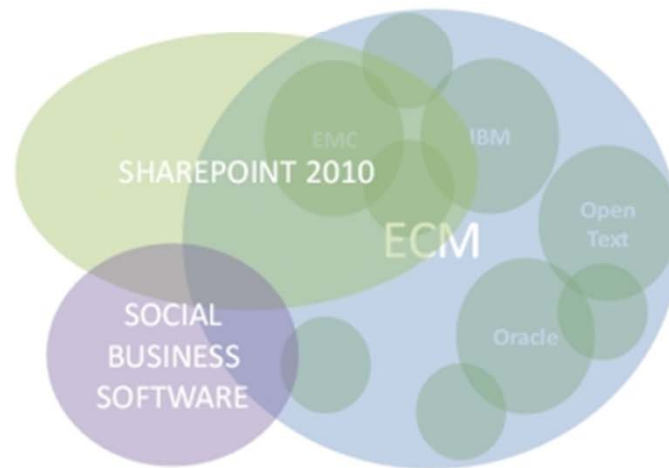 EMC
IBM
SHAREPOINT 2010
Open
Text
ECM
SOCIAL
BUSINESS
SOFTWARE
Oracle